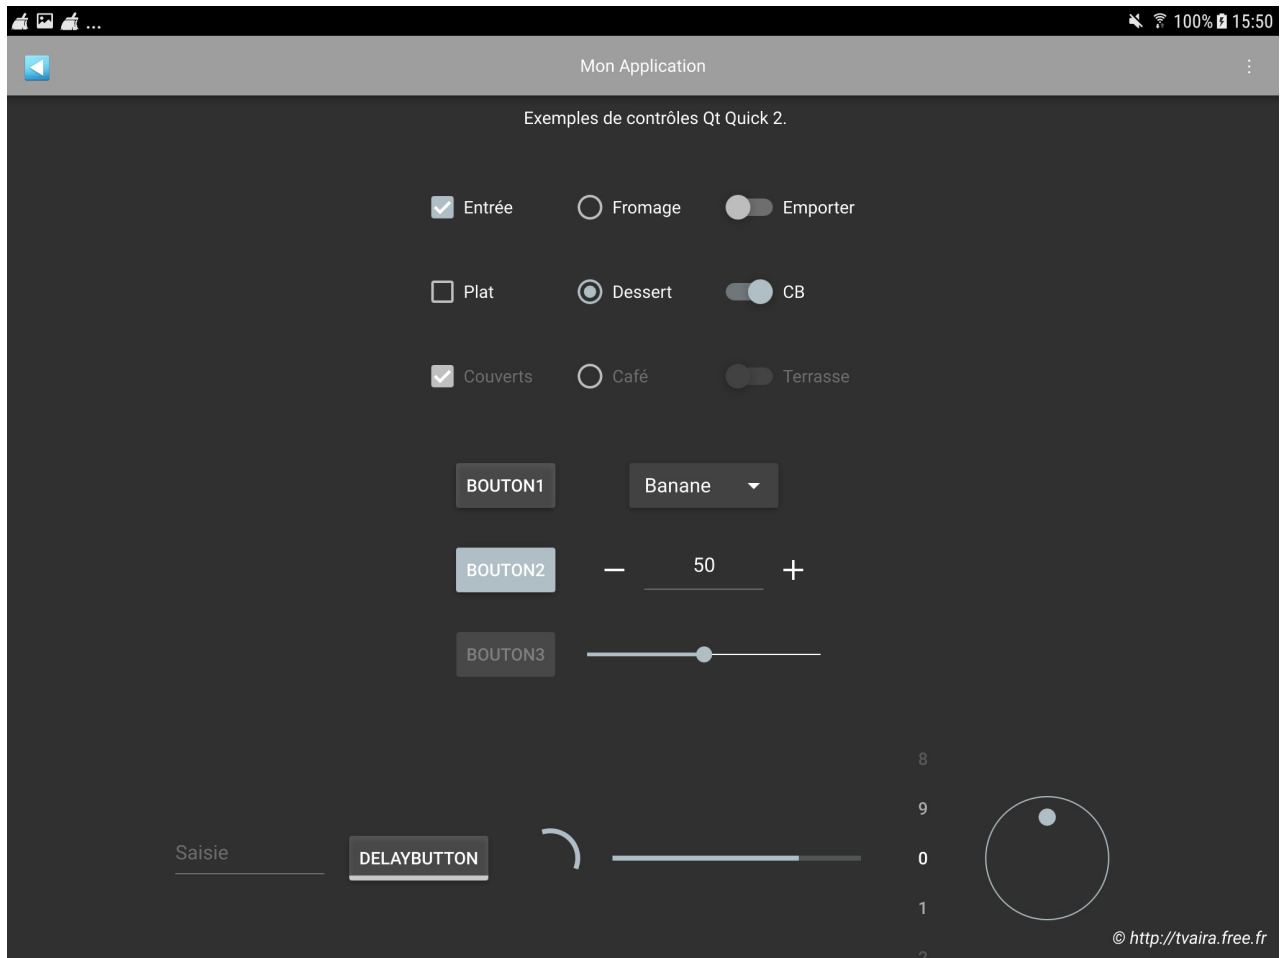 ... 100% 15:50
Mon Application
Exemples de contrôles Qt Quick 2.
Entrée Fromage Emporter
Plat Dessert CB
Couverts Café Terrasse
BOUTON1 Banane
BOUTON2 50
BOUTON3
8
9
Saisie DELAYBUTTON 0
1
© http://tvaira.free.fr
2